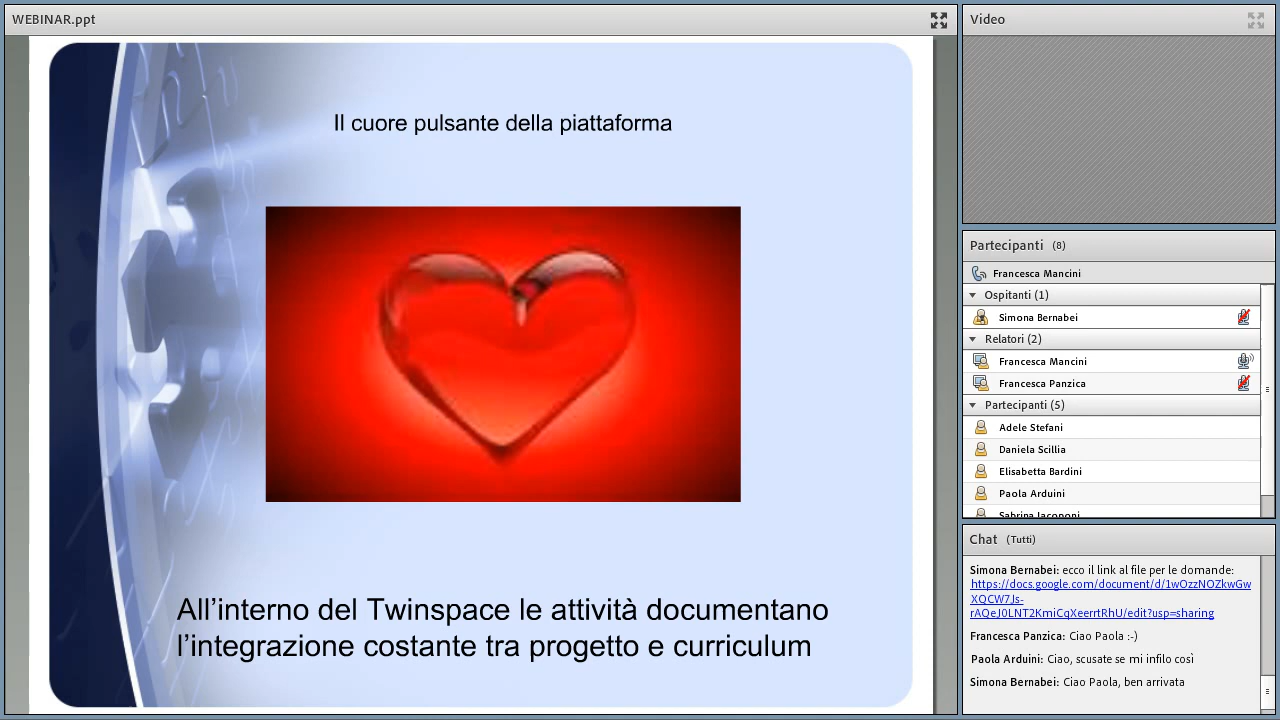 WEBINAR.ppt
Il cuore pulsante della piattaforma
All’interno del Twinspace le attività documentano
l’integrazione costante tra progetto e curriculum
Video
Partecipanti (8)
Francesca Mancini
Ospitanti (1)
Simona Bernabei
Relatori (2)
Francesca Mancini
Francesca Panzica
Partecipanti (5)
Adele Stefani
Daniela Scillia
Elisabetta Bardini
Paola Arduini
Chat (Tutti)
Simona Bernabei: ecco il link al file per le domande:
https://docs.google.com/document/d/1wOzzNOZkwGw
XQCW7Js-
rAQeJ0LNT2KmiCqXeerrtRhU/edit?usp=sharing
Francesca Panzica: Ciao Paola :-)
Paola Arduini: Ciao, scusate se mi infilo così
Simona Bernabei: Ciao Paola, ben arrivata